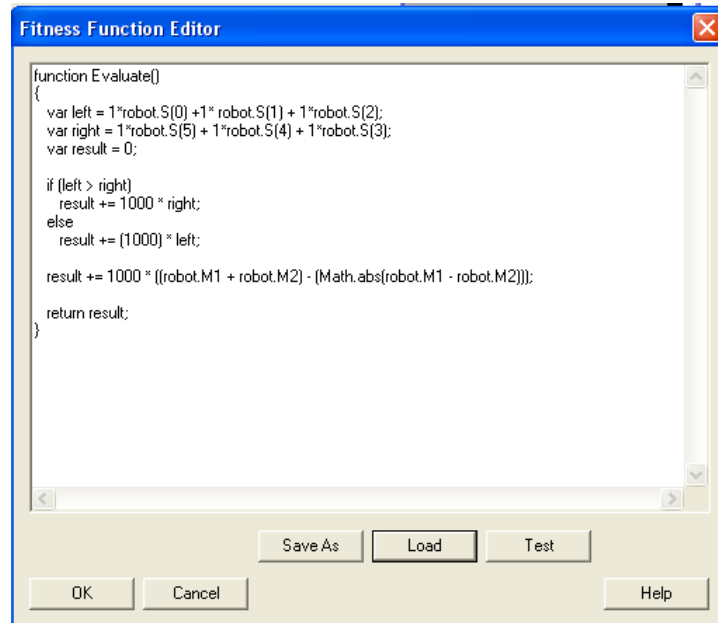 Fitness Function Editor
function Evaluate()
{
var left = 1*robot.S(0) +1* robot.S(1) + 1*robot.S(2);
var right = 1*robot.S(5) + 1*robot.S(4) + 1*robot.S(3);
var result = 0;
if (left > right)
result += 1000 * right;
else
result += (1000) * left;
result += 1000 * ((robot.M1 + robot.M2) - (Math.abs(robot.M1 - robot.M2)));
return result;
}
Save As Load Test
OK Cancel Help